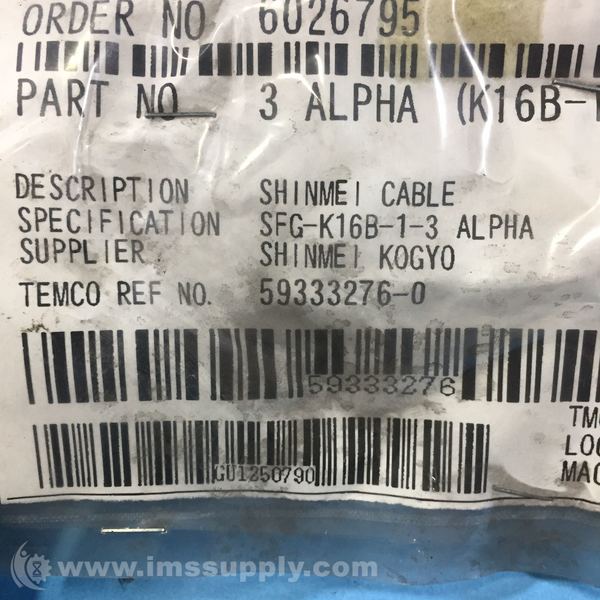 ORDER NO 6026795
PART NO 3 ALPHA (K16B-
DESCRIPTION SHINMEI CABLE
SPECIFICATION SFG-K16B-1-3 ALPHA
SUPPLIER SHINMEI KOGYO
TEMCO REF NO. 59333276-0
59333276
GU1250790
www.imssupply.com